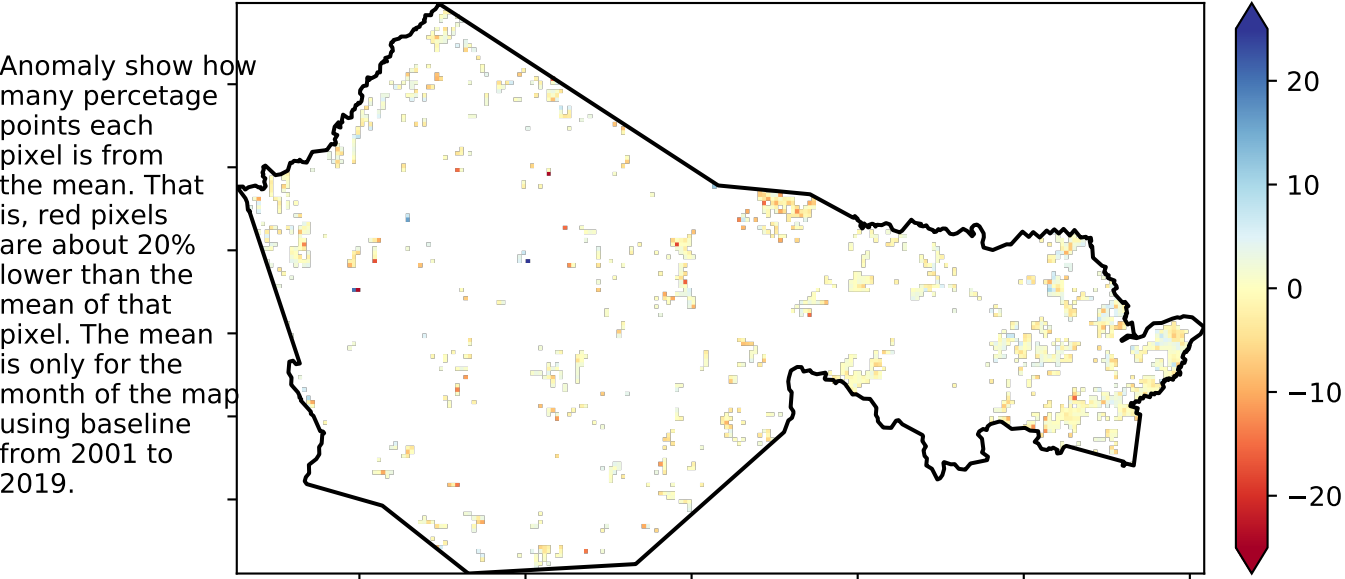 Anomaly show how
many percetage
points each
pixel is from
the mean. That
is, red pixels
are about 20%
lower than the
mean of that
pixel. The mean
is only for the
month of the map
using baseline
from 2001 to
2019.
20
10
0
−10
−20